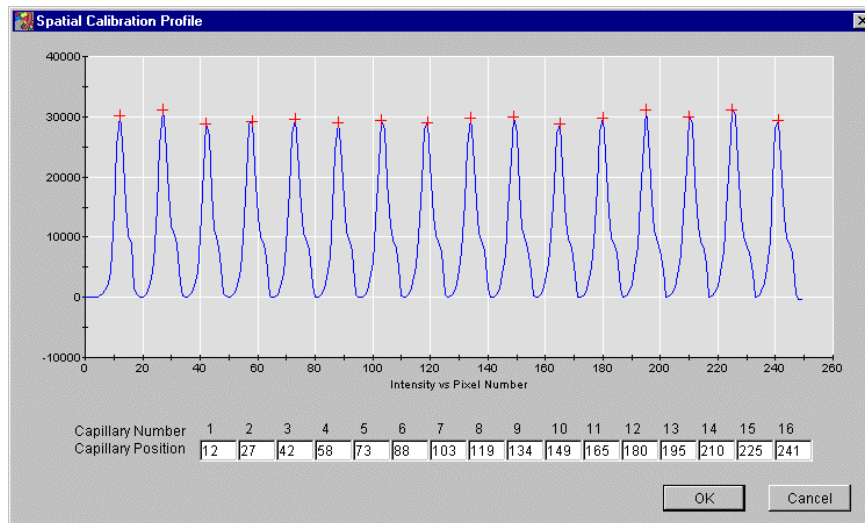 Spatial Calibration Profile
40000
30000
20000
10000
0
-10000
0 20 40 60 80 100 120 140 160 180 200 220 240 260
Intensity vs Pixel Number
Capillary Number 1 2 3 4 5 6 7 8 9 10 11 12 13 14 15 16
Capillary Position 12 27 42 58 73 88 103 119 134 149 165 180 195 210 225 241
OK Cancel